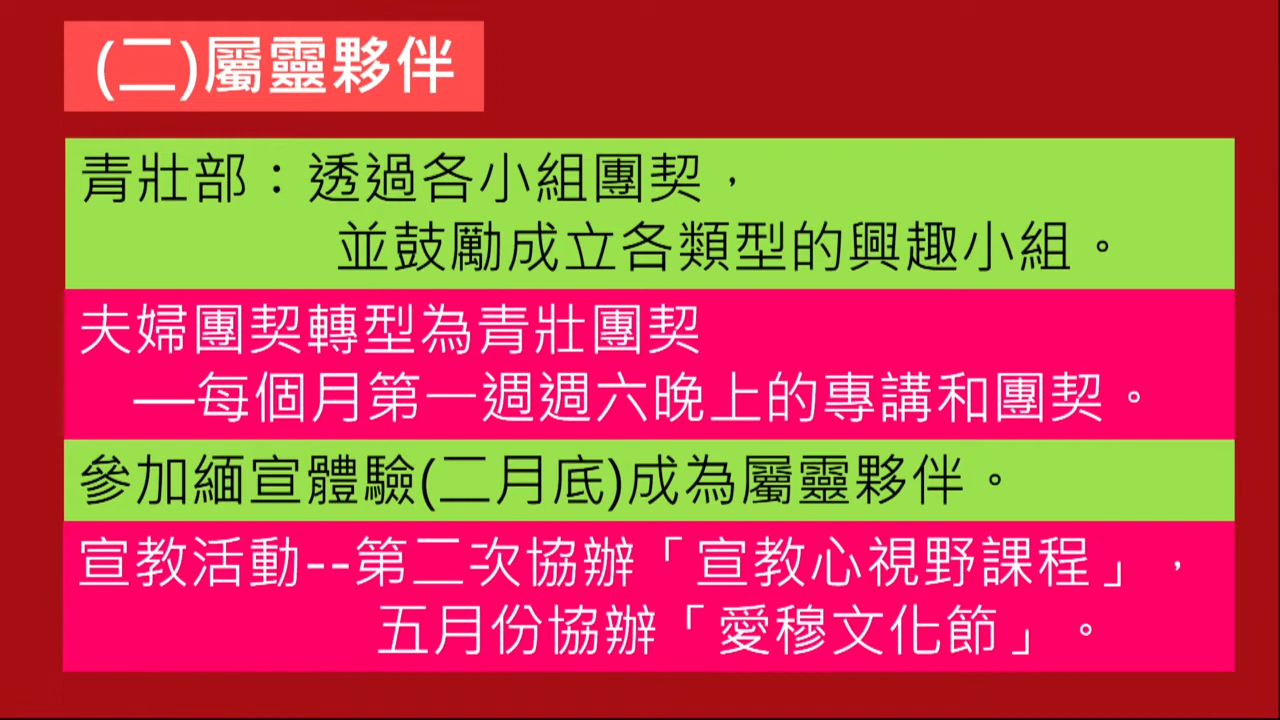 (二)屬靈夥伴
青壯部：透過各小組團契，
並鼓勵成立各類型的興趣小組。
夫婦團契轉型為青壯團契
—每個月第一週週六晚上的專講和團契。
參加緬宣體驗(二月底)成為屬靈夥伴。
宣教活動--第二次協辦「宣教心視野課程」，
五月份協辦「愛穆文化節」。